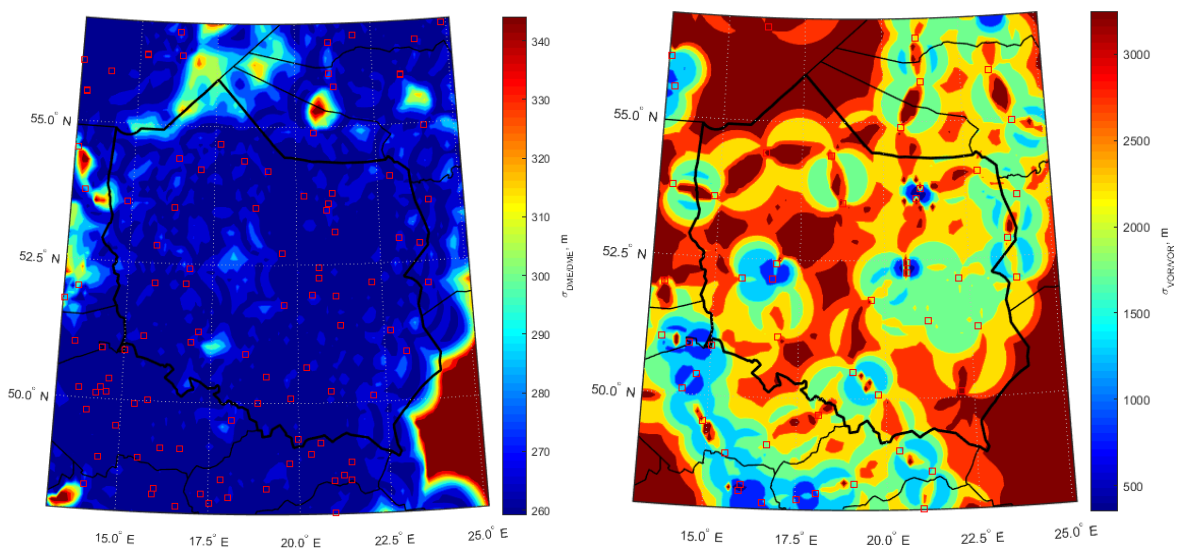 55.0° N
52.5° N
50.0° N
15.0° E
17.5° E
20.0° E
22.5° E
25.0° E
340
330
320
310
300
290
280
270
260
σDME/DME, m
55.0° N
52.5° N
50.0° N
15.0° E
17.5° E
20.0° E
22.5° E
25.0° E
3000
2500
2000
1500
1000
500
σVOR/VOR, m